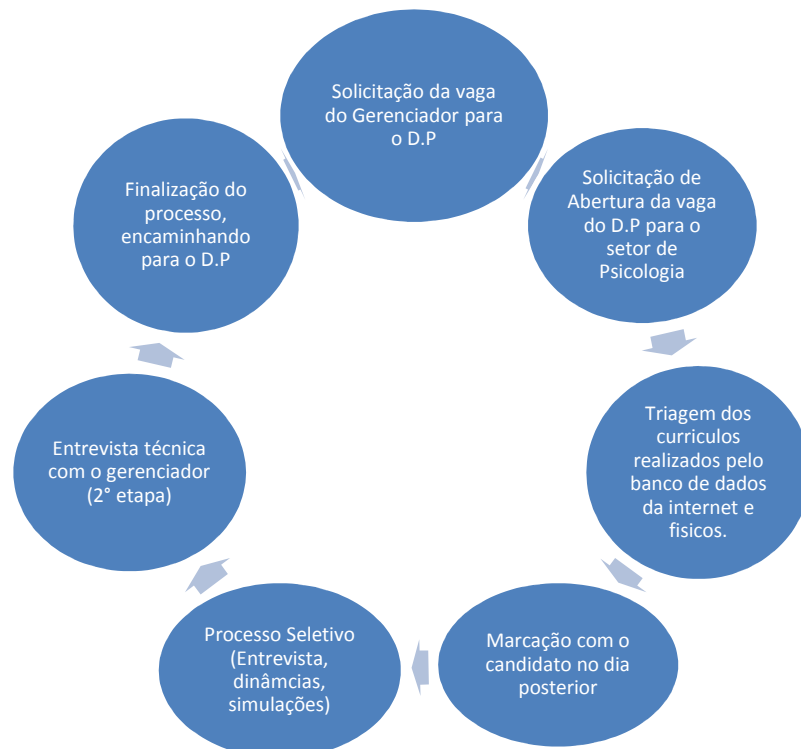 Solicitação da vaga
do Gerenciador para
o D.P
Solicitação de
Abertura da vaga
do D.P para o
setor de
Psicologia
Triagem dos
curriculos
realizados pelo
banco de dados
da internet e
fisicos.
Marcação com o
candidato no dia
posterior
Processo Seletivo
(Entrevista,
dinâmcias,
simulações)
Entrevista técnica
com o gerenciador
(2° etapa)
Finalização do
processo,
encaminhando
para o D.P